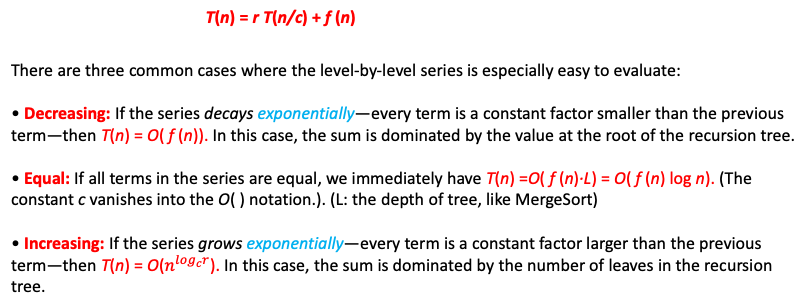 T(n) = r T(n/c) + f (n)
There are three common cases where the level-by-level series is especially easy to evaluate:
• Decreasing: If the series decays exponentially—every term is a constant factor smaller than the previous
term—then T(n) = O( f (n)). In this case, the sum is dominated by the value at the root of the recursion tree.
• Equal: If all terms in the series are equal, we immediately have T(n) =O( f (n)·L) = O( f (n) log n). (The
constant c vanishes into the O( ) notation.). (L: the depth of tree, like MergeSort)
• Increasing: If the series grows exponentially—every term is a constant factor larger than the previous
term—then T(n) = O(n^{log_c r}). In this case, the sum is dominated by the number of leaves in the recursion
tree.